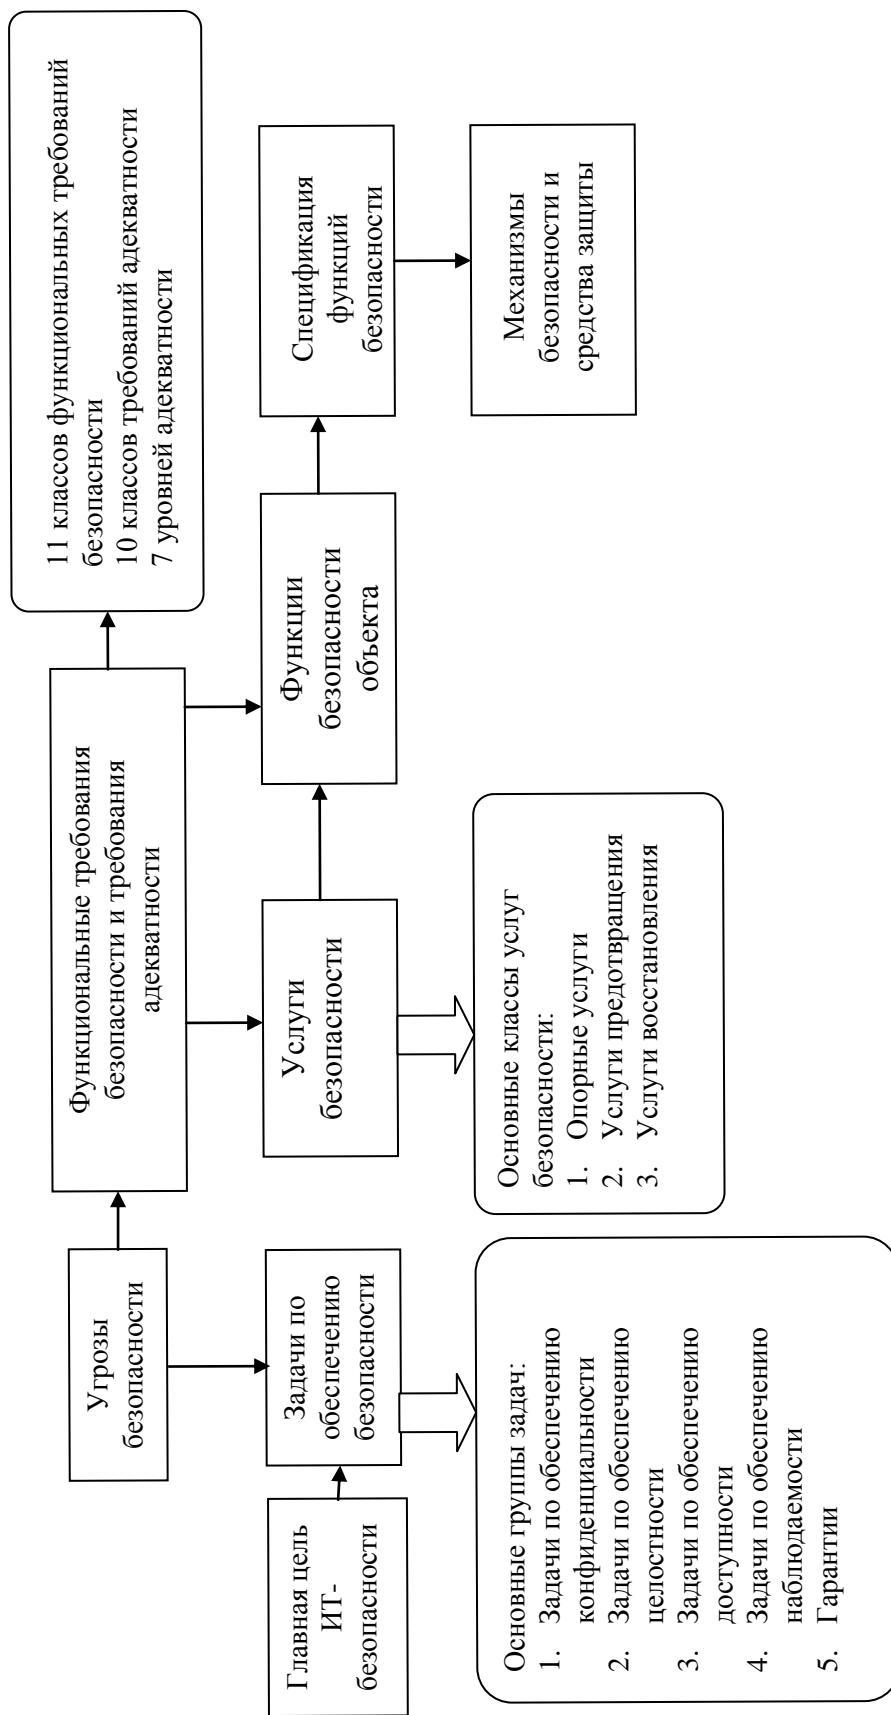 11 классов функциональных требований
безопасности
10 классов требований адекватности
7 уровней адекватности
Угрозы
безопасности
Функциональные требования
безопасности и требования
адекватности
Главная цель
ИТ-
безопасности
Задачи по
обеспечению
безопасности
Услуги
безопасности
Функции
безопасности
объекта
Спецификация
функций
безопасности
Основные группы задач:
1. Задачи по обеспечению
конфиденциальности
2. Задачи по обеспечению
целостности
3. Задачи по обеспечению
доступности
4. Задачи по обеспечению
наблюдаемости
5. Гарантии
Основные классы услуг
безопасности:
1. Опорные услуги
2. Услуги предотвращения
3. Услуги восстановления
Механизмы
безопасности и
средства защиты